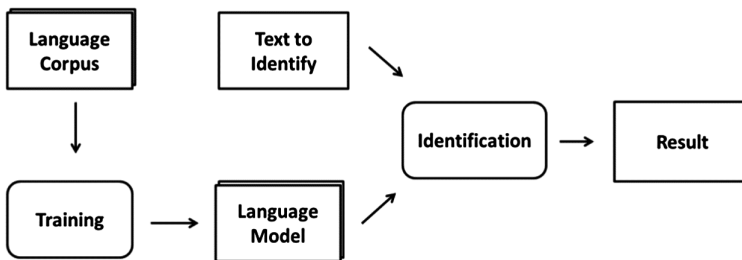 Language
Corpus
Text to
Identify
Identification
Result
Training
Language
Model